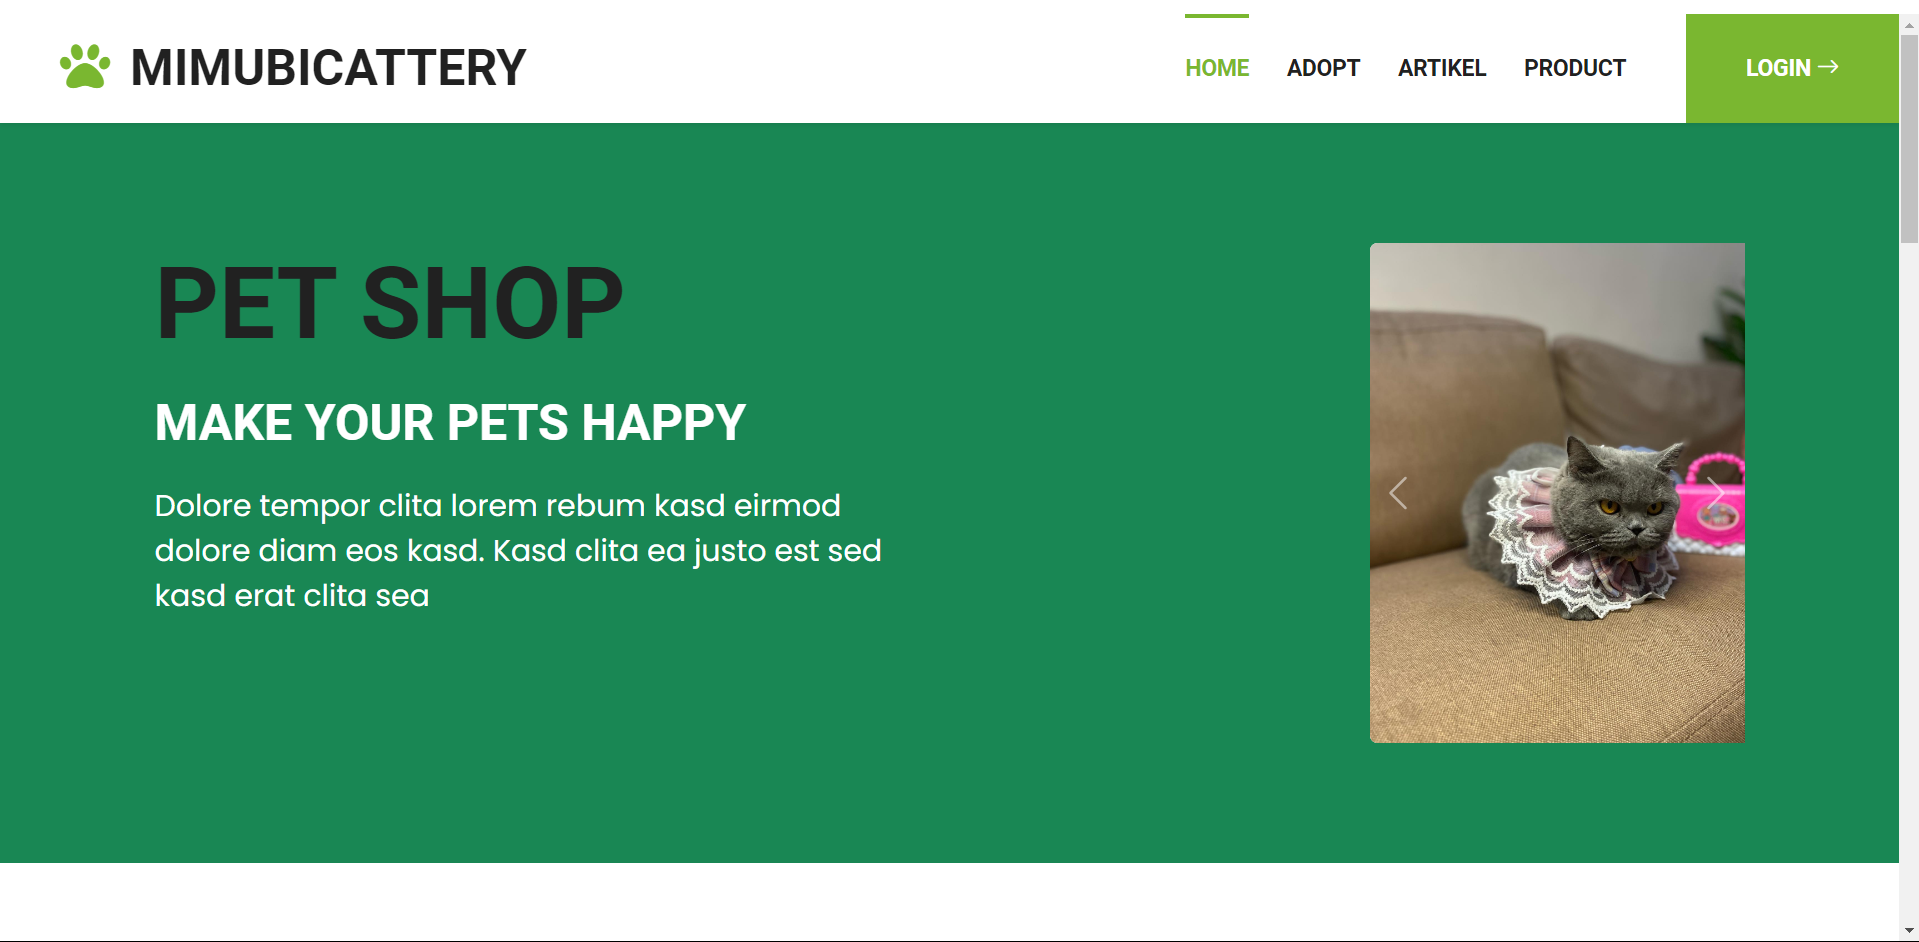 MIMUBICATTERY
HOME ADOPT ARTIKEL PRODUCT LOGIN →
PET SHOP
MAKE YOUR PETS HAPPY
Dolore tempor clita lorem rebum kasd eirmod
dolore diam eos kasd. Kasd clita ea justo est sed
kasd erat clita sea